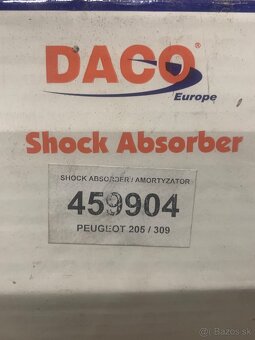 DACO®
Europe
Shock Absorber
SHOCK ABSORBER / AMORTYZATOR
459904
PEUGEOT 205 / 309
Bazos.sk